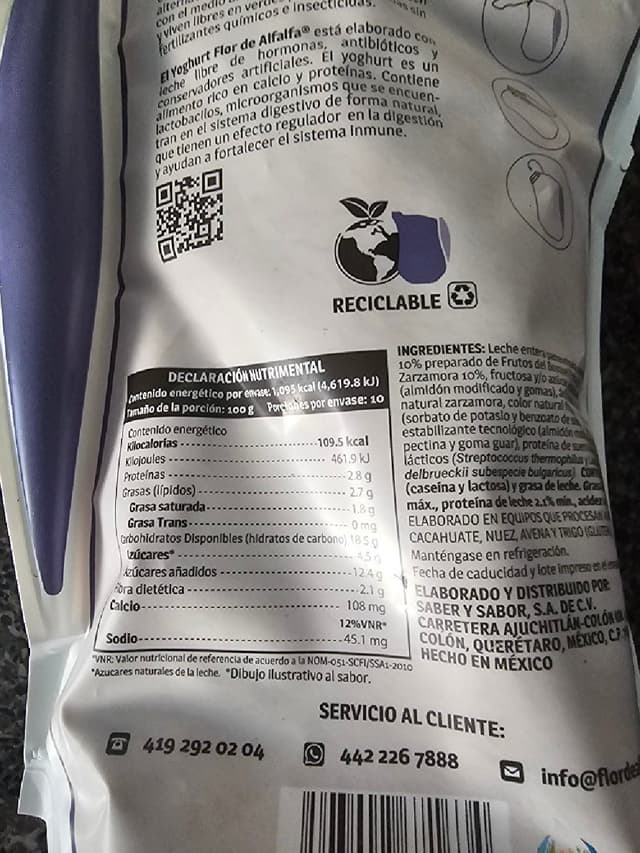 con el medio
y viven libres en
sin
fertilizantes químicos e insecticidas.
El Yoghurt Flor de Alfalfa® está elaborado con
leche libre de hormonas, antibióticos y
conservadores artificiales. El yoghurt es un
alimento rico en calcio y proteínas. Contiene
lactobacilos, microorganismos que se encuen-
tran en el sistema digestivo de forma natural,
que tienen un efecto regulador en la digestión
y ayudan a fortalecer el sistema Inmune.
RECICLABLE
DECLARACIÓN NUTRIMENTAL
Contenido energético por envase: 1,095 kcal (4,619.8 kJ)
Tamaño de la porción: 100 g Porciones por envase: 10
Contenido energético
Kilocalorías 109.5 kcal
Kilojoules 461.9 kJ
Proteínas 2.8 g
Grasas (lípidos) 2.7 g
Grasa saturada 1.8 g
Grasa Trans 0 mg
Carbohidratos Disponibles (hidratos de carbono) 18.5 g
Azúcares* 4.5 g
Azúcares añadidos 12.4 g
Fibra dietética 2.1 g
Calcio 108 mg
12%VNR*
Sodio 45.1 mg
*VNR: Valor nutricional de referencia de acuerdo a la NOM-051-SCFI/SSA1-2010
*Azucares naturales de la leche. *Dibujo ilustrativo al sabor.
INGREDIENTES: Leche entera
10% preparado de Frutos del
Zarzamora 10%, fructosa y/o
(almidón modificado y gomas),
natural zarzamora, color natural
(sorbato de potasio y benzoato de
estabilizante tecnológico (almidón
pectina y goma guar), proteína de
lácticos (Streptococcus thermophilus y
delbrueckii subespecie bulgaricus).
(caseína y lactosa) y grasa de leche. Grasa
máx., proteína de leche 2.1% min., acidez
ELABORADO EN EQUIPOS QUE PROCESAN
CACAHUATE, NUEZ, AVENA Y TRIGO (GLUTEN)
Manténgase en refrigeración.
Fecha de caducidad y lote impreso en el
ELABORADO Y DISTRIBUIDO POR:
SABER Y SABOR, S.A. DE C.V.
CARRETERA AJUCHITLÁN-COLÓN
COLÓN, QUERÉTARO, MÉXICO, C.P.
HECHO EN MÉXICO
SERVICIO AL CLIENTE:
419 292 02 04
442 226 7888
info@florde